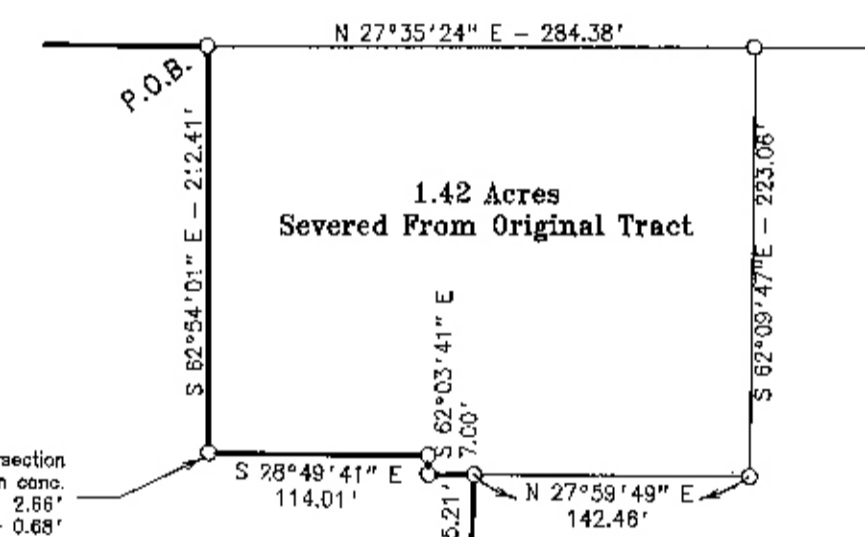 N 27°35'24" E - 284.38'
P.O.B.
S 62°54'01" E - 212.41'
1.42 Acres
Severed From Original Tract
S 62°09'47"E - 223.06'
S 62°03'41" E
7.00'
S 28°49'41" E
114.01'
N 27°59'49" E
142.46'
5.21'
rsection
n conc.
2.66'
0.68'